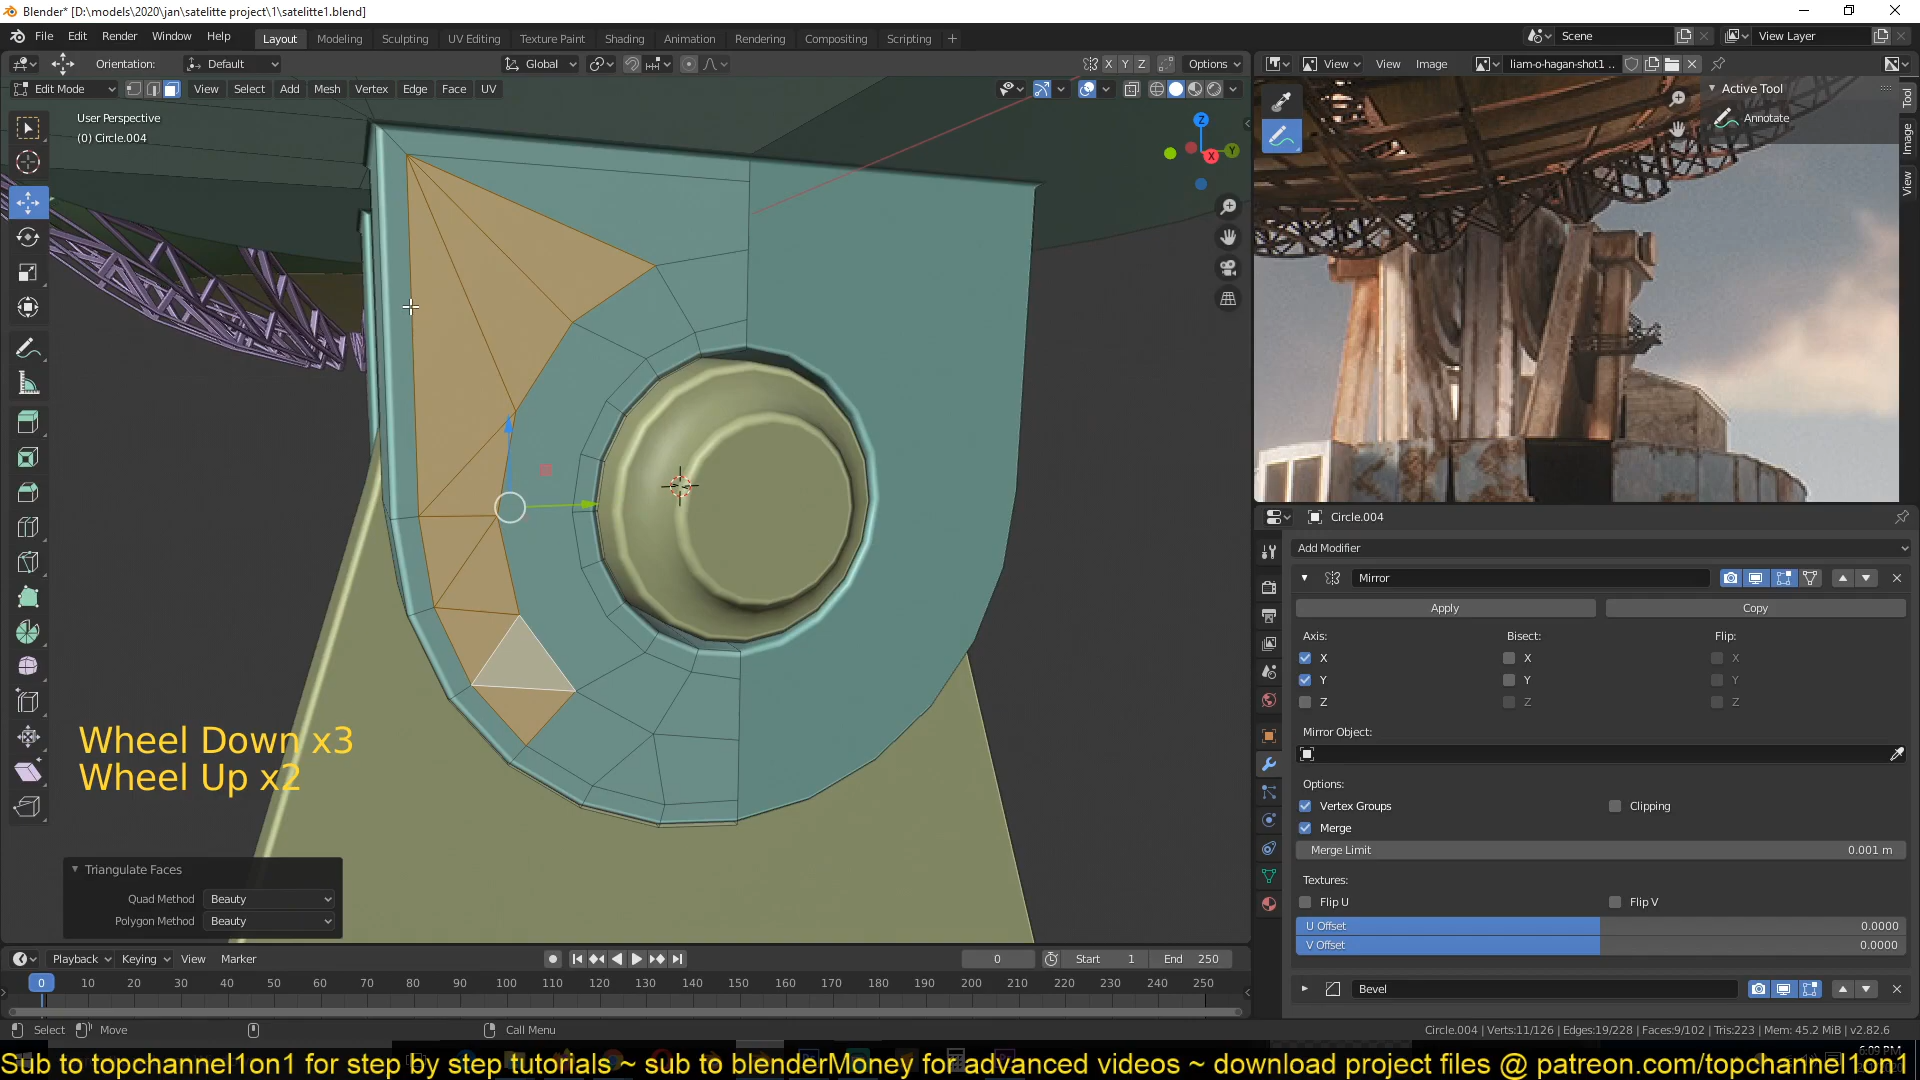 Blender* [D:\models\2020\jan\satelitte project\1\satelitte1.blend]
File Edit Render Window Help
Layout Modeling Sculpting UV Editing Texture Paint Shading Animation Rendering Compositing Scripting +
Scene
View Layer
Orientation: Default
Global
X Y Z
Options
View View Image
liam-o-hagan-shot1 ..
Edit Mode
View Select Add Mesh Vertex Edge Face UV
User Perspective
(0) Circle.004
Z
X
Y
Active Tool
Annotate
Tool
Image
View
Wheel Down x3
Wheel Up x2
Triangulate Faces
Quad Method Beauty
Polygon Method Beauty
Circle.004
Add Modifier
Mirror
Apply Copy
Axis: Bisect: Flip:
X X X
Y Y Y
Z Z Z
Mirror Object:
Options:
Vertex Groups Clipping
Merge
Merge Limit 0.001 m
Textures:
Flip U Flip V
U Offset 0.0000
V Offset 0.0000
Bevel
Playback Keying View Marker
0 Start 1 End 250
0 10 20 30 40 50 60 70 80 90 100 110 120 130 140 150 160 170 180 190 200 210 220 230 240 250
Select Move Call Menu
Circle.004 | Verts:11/126 | Edges:19/228 | Faces:9/102 | Tris:223 | Mem: 45.2 MiB | v2.82.6
6:09 PM
Sub to topchannel1on1 for step by step tutorials ~ sub to blenderMoney for advanced videos ~ download project files @ patreon.com/topchannel1on1